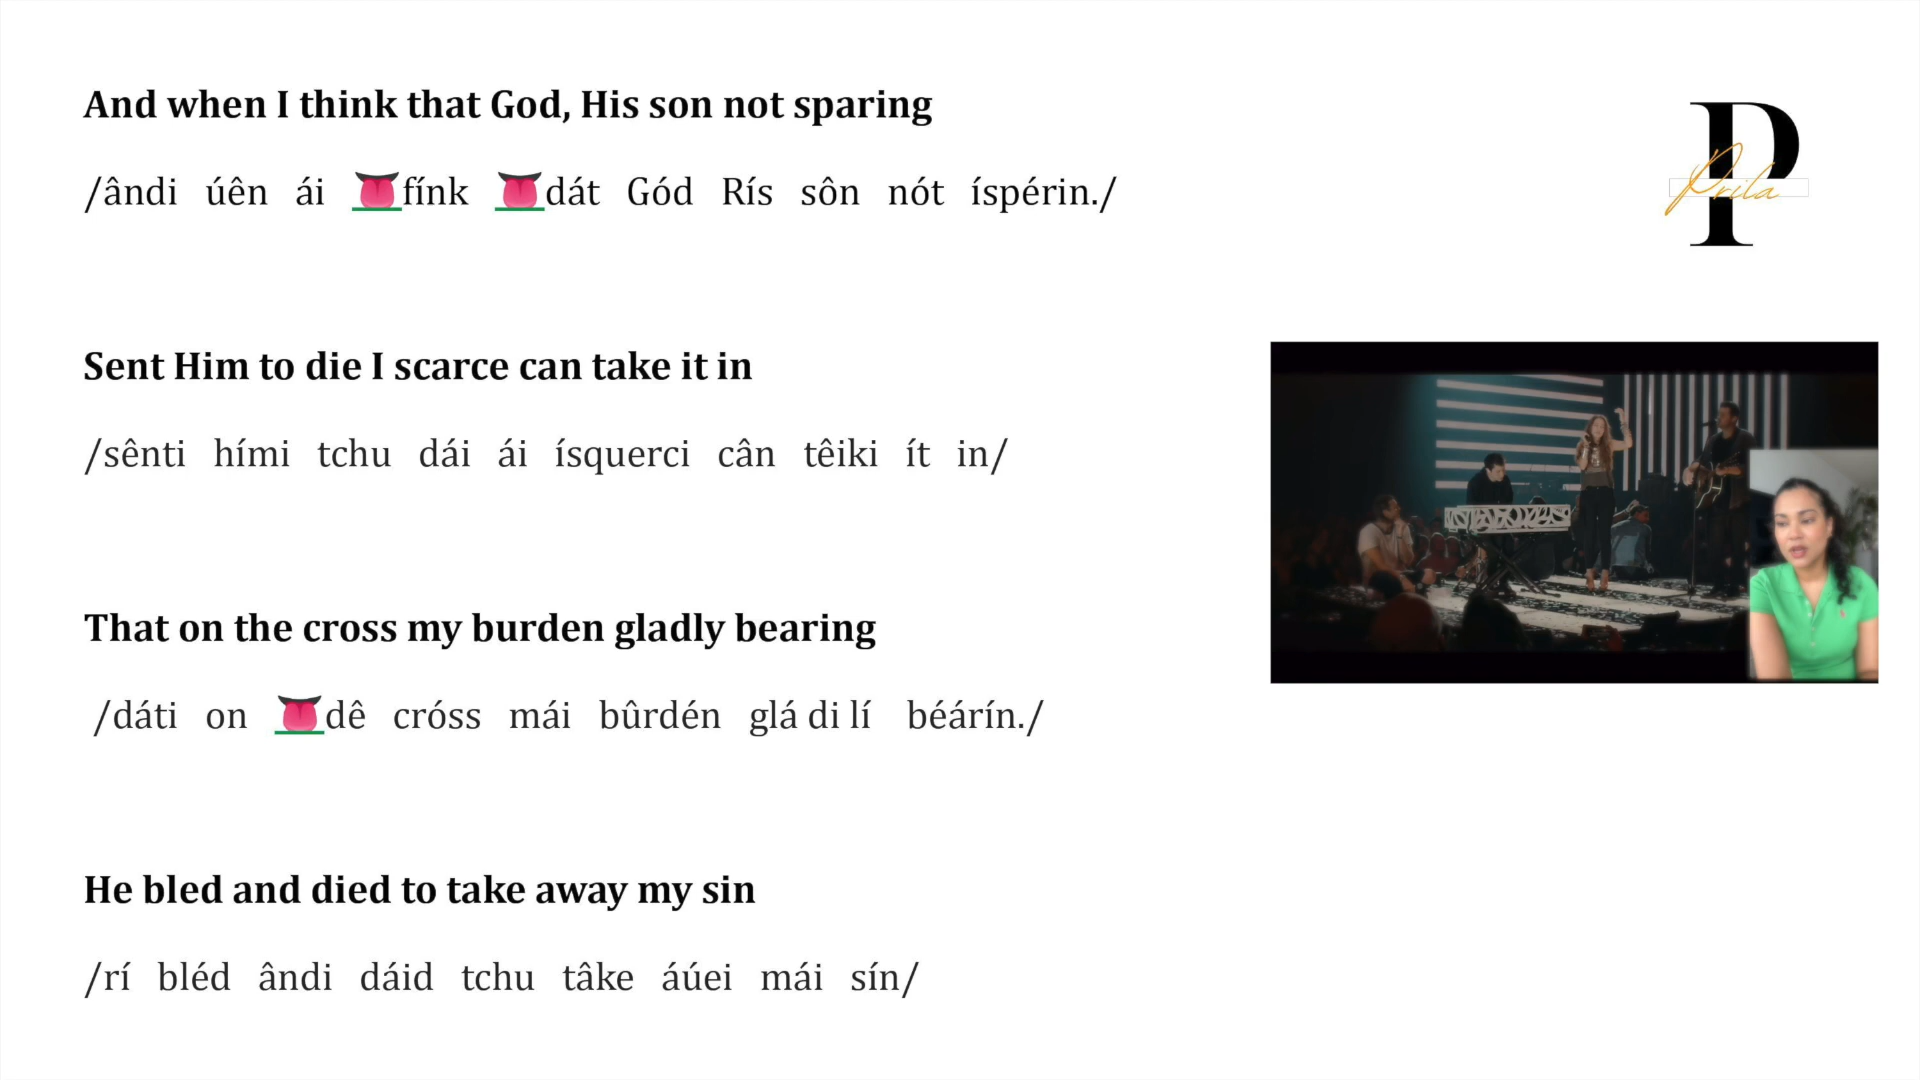 And when I think that God, His son not sparing
/ândi úên ái 👅fínk 👅dát Gód Rís sôn nót íspérin./
Sent Him to die I scarce can take it in
/sênti hími tchu dái ái ísquerci cân têiki ít in/
That on the cross my burden gladly bearing
/dáti on 👅dê cróss mái bûrdén glá di lí béárín./
He bled and died to take away my sin
/rí bléd ândi dáid tchu tâke áúei mái sín/
P
Prila